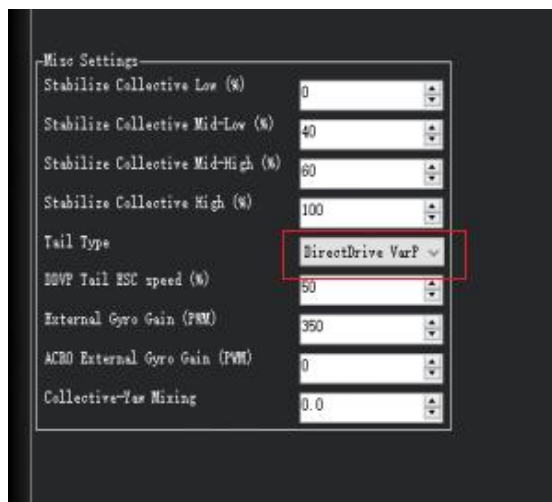 Misc Settings
Stabilize Collective Low (%)
0
Stabilize Collective Mid-Low (%)
40
Stabilize Collective Mid-High (%)
60
Stabilize Collective High (%)
100
Tail Type
DirectDrive VarP
DDVP Tail ESC speed (%)
50
External Gyro Gain (PWM)
350
ACRO External Gyro Gain (PWM)
0
Collective-Yaw Mixing
0.0